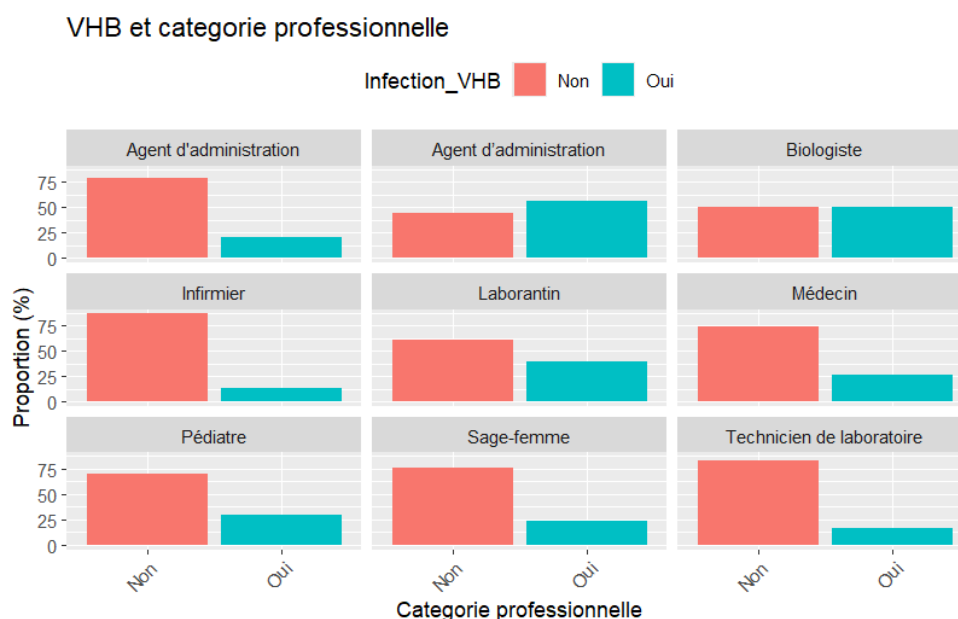 VHB et categorie professionnelle
Infection_VHB Non Oui
Agent d'administration Agent d’administration Biologiste
75
50
25
0
Infirmier Laborantin Médecin
75
50
25
0
Pédiatre Sage-femme Technicien de laboratoire
75
50
25
0
Proportion (%)
Non Oui Non Oui Non Oui
Categorie professionnelle